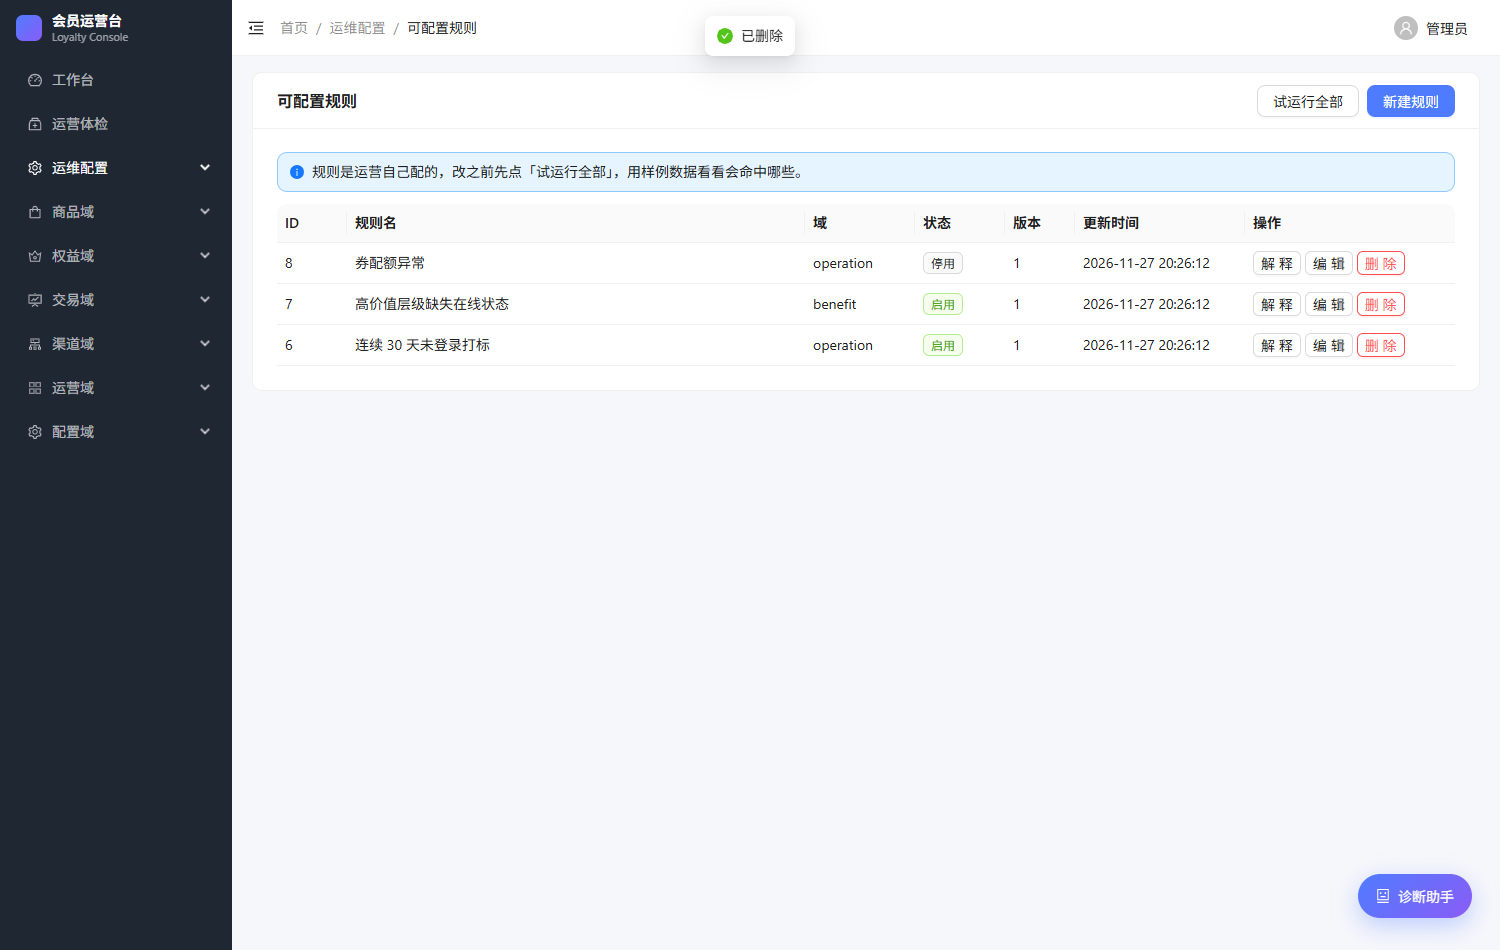 会员运营台
Loyalty Console
工作台
运营体检
运维配置
商品域
权益域
交易域
渠道域
运营域
配置域
首页 / 运维配置 / 可配置规则
已删除
管理员
可配置规则
试运行全部
新建规则
规则是运营自己配的，改之前先点「试运行全部」，用样例数据看看会命中哪些。
ID 规则名 域 状态 版本 更新时间 操作
8 券配额异常 operation 停用 1 2026-11-27 20:26:12 解 释 编 辑 删 除
7 高价值层级缺失在线状态 benefit 启用 1 2026-11-27 20:26:12 解 释 编 辑 删 除
6 连续 30 天未登录打标 operation 启用 1 2026-11-27 20:26:12 解 释 编 辑 删 除
诊断助手